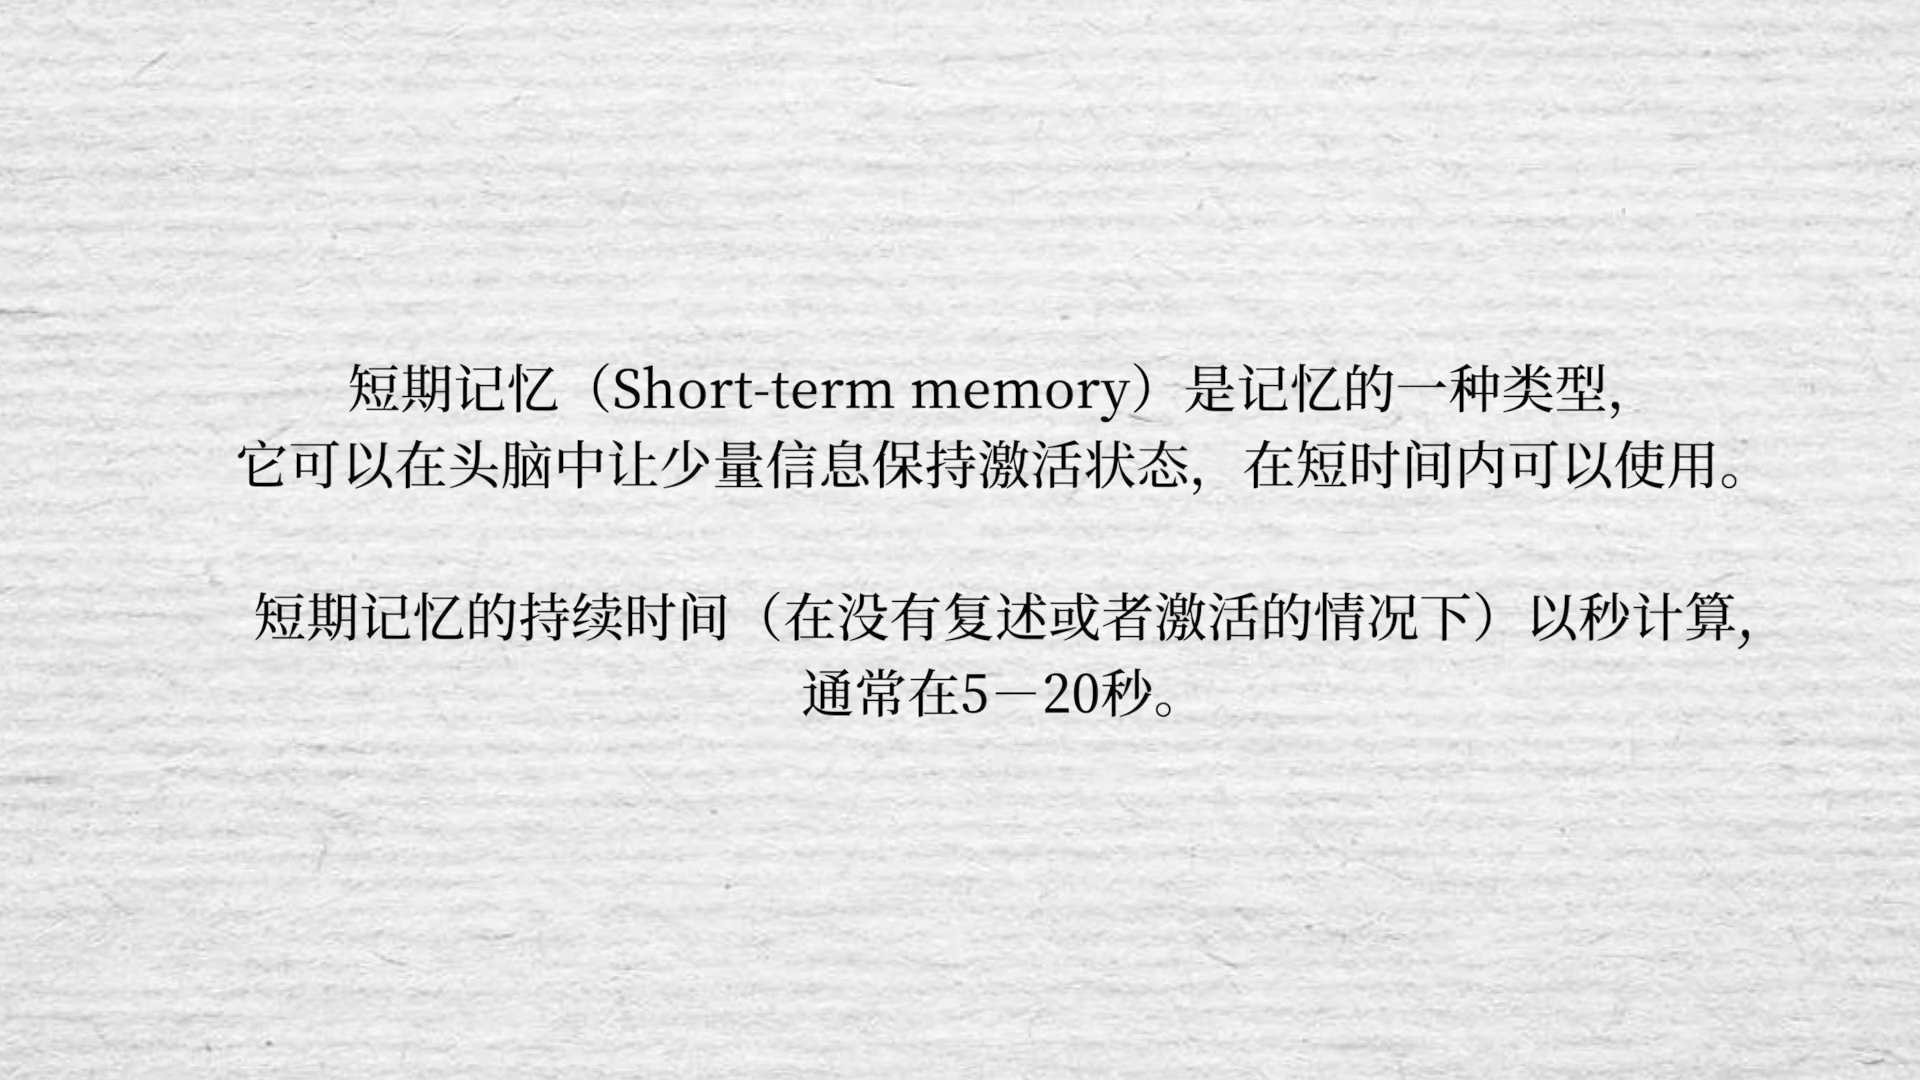 短期记忆（Short-term memory）是记忆的一种类型，
它可以在头脑中让少量信息保持激活状态，在短时间内可以使用。
短期记忆的持续时间（在没有复述或者激活的情况下）以秒计算，
通常在5－20秒。